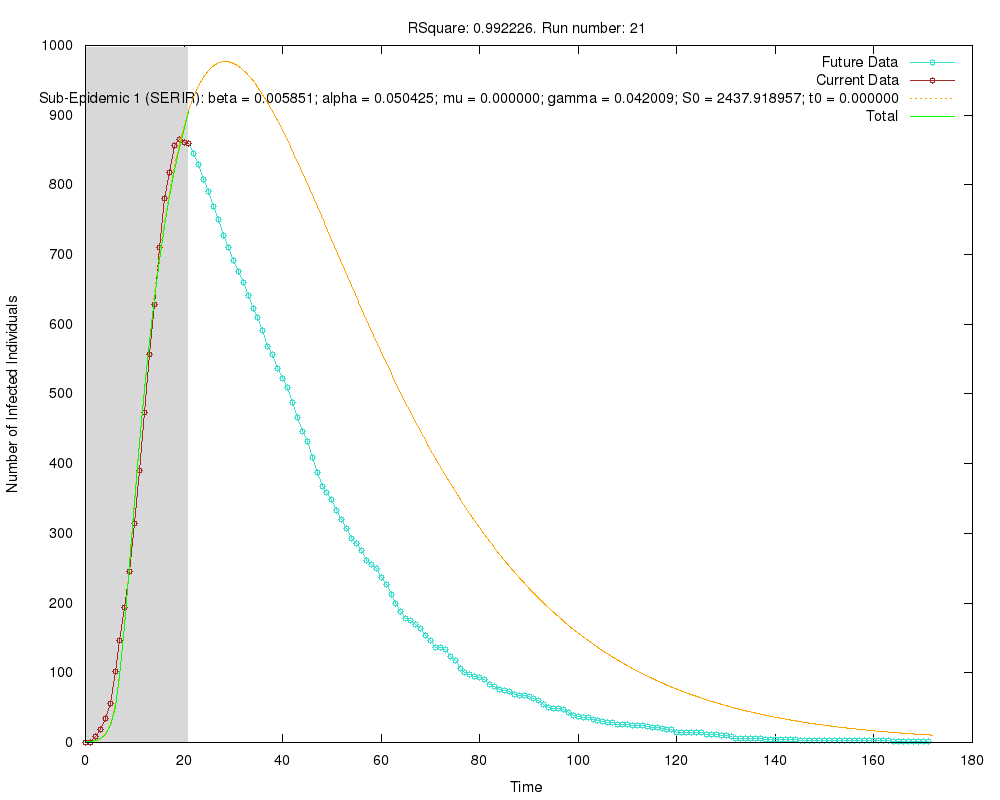 RSquare: 0.992226. Run number: 21
Future Data
Current Data
Sub-Epidemic 1 (SERIR): beta = 0.005851; alpha = 0.050425; mu = 0.000000; gamma = 0.042009; S0 = 2437.918957; t0 = 0.000000
Total
1000
900
800
700
600
500
400
300
200
100
0
Number of Infected Individuals
0 20 40 60 80 100 120 140 160 180
Time